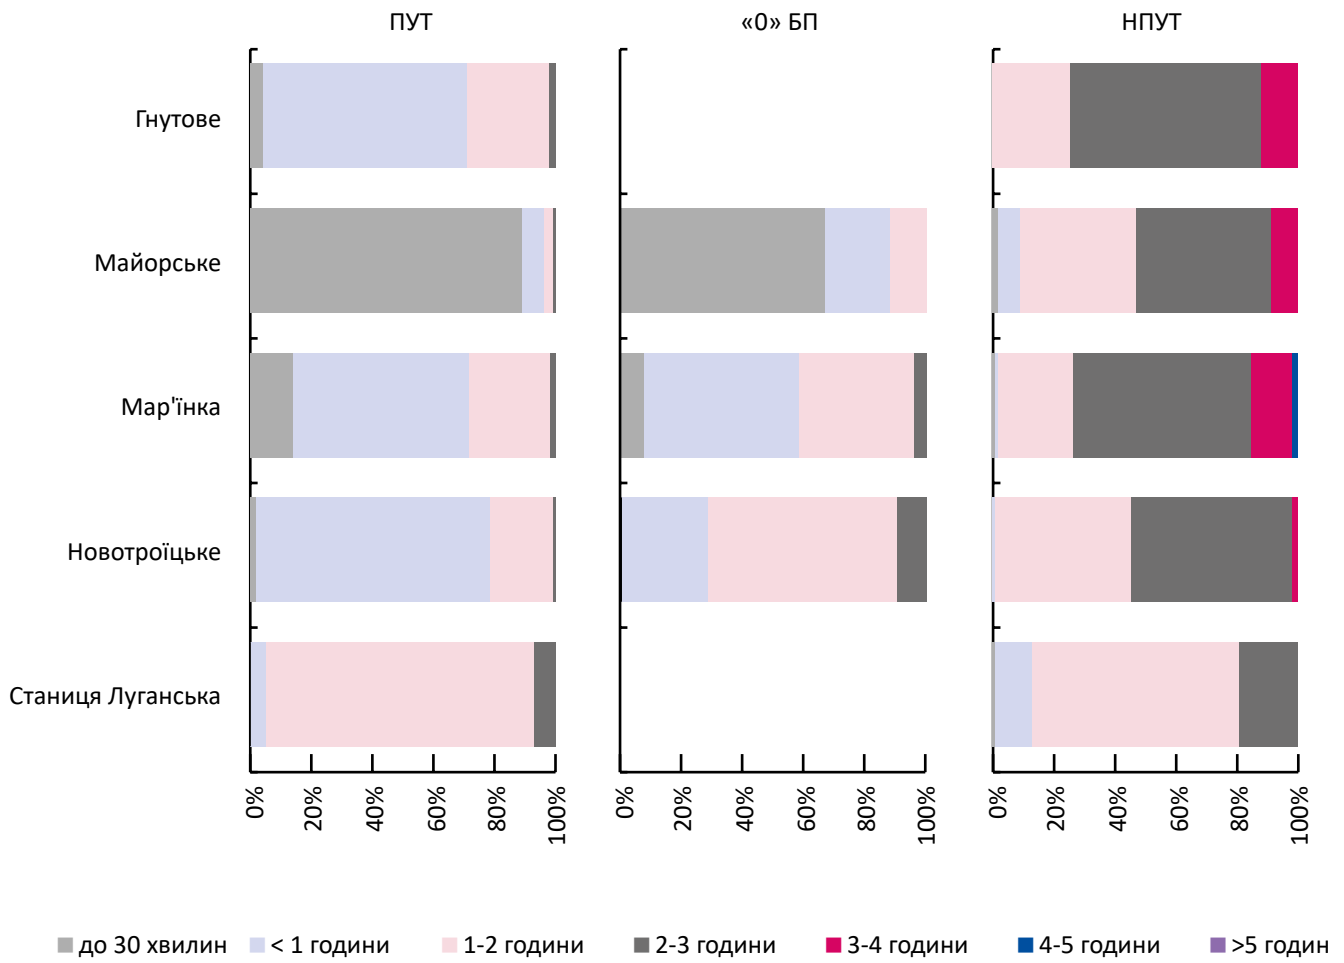 ПУТ «0» БП НПУТ
Гнутове
Майорське
Мар'їнка
Новотроїцьке
Станиця Луганська
0% 20% 40% 60% 80% 100% 0% 20% 40% 60% 80% 100% 0% 20% 40% 60% 80% 100%
до 30 хвилин < 1 години 1-2 години 2-3 години 3-4 години 4-5 години >5 годин